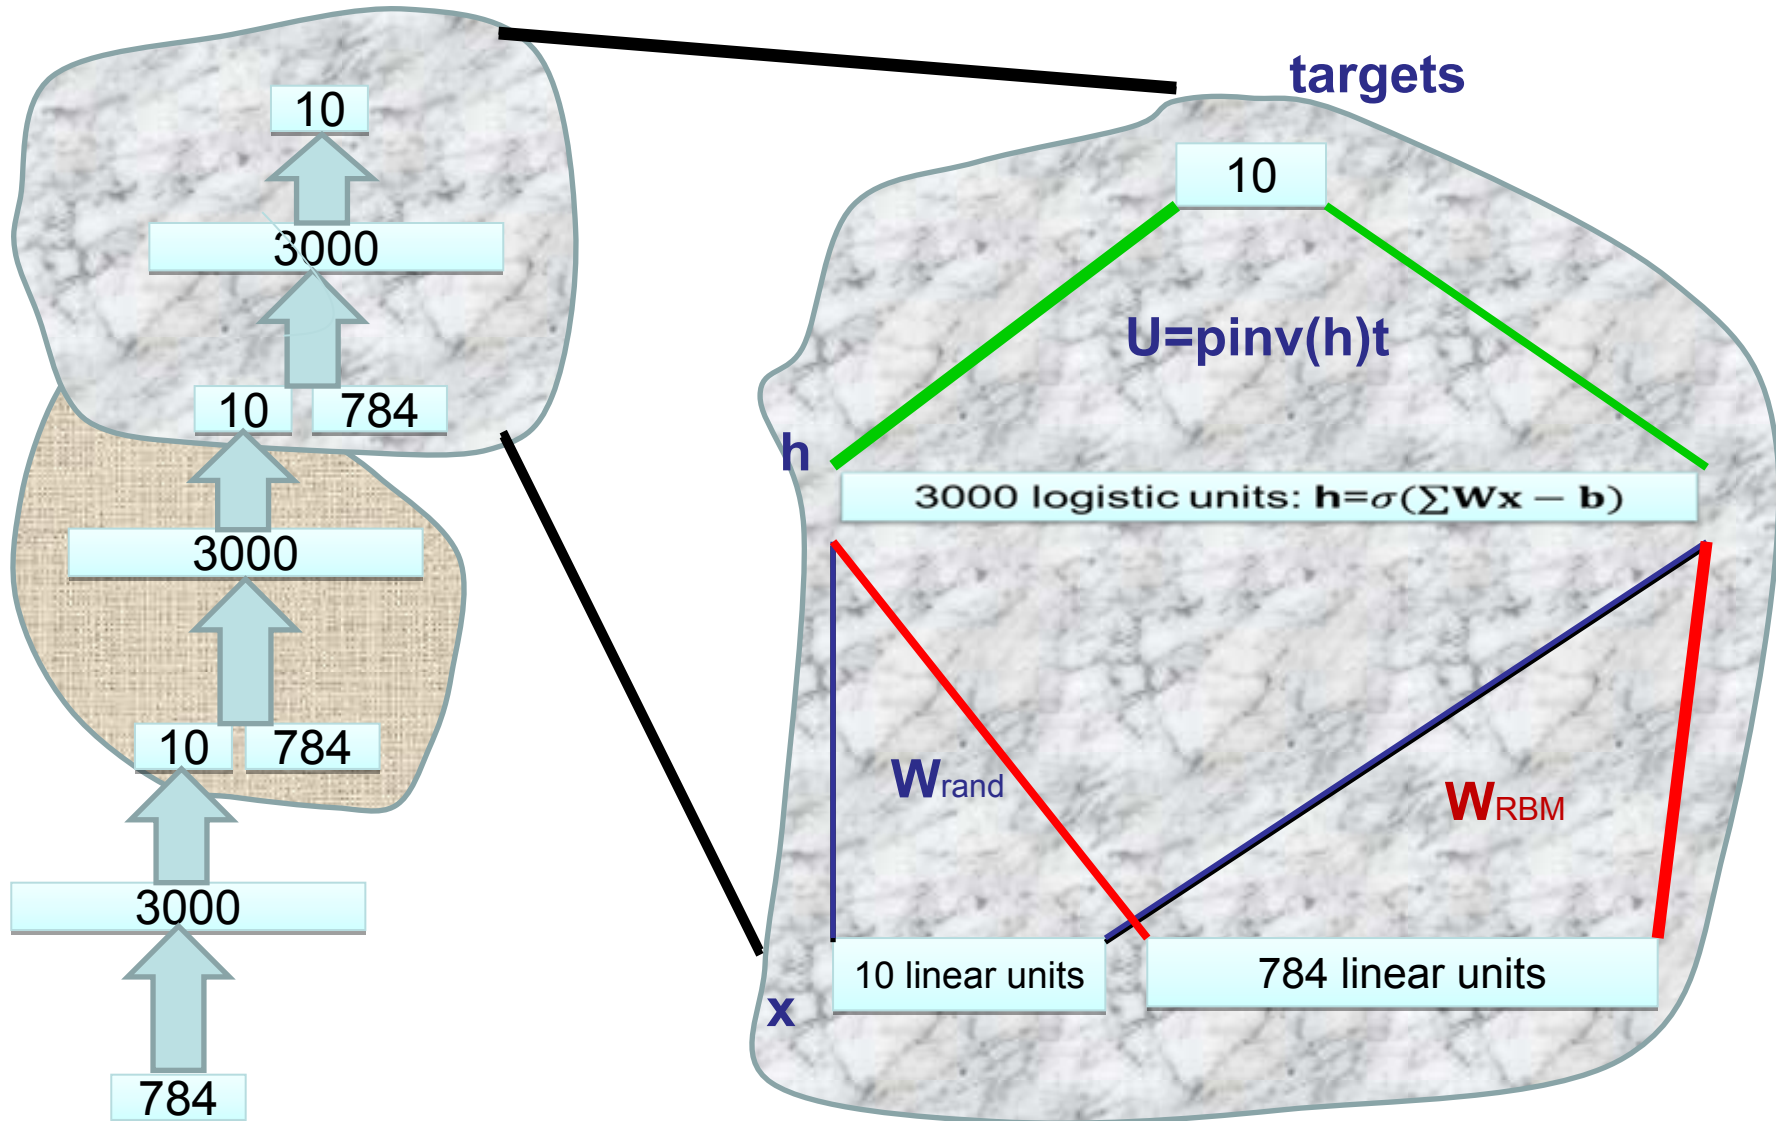 10
3000
10 784
3000
10 784
3000
784
targets
10
U=pinv(h)t
h
3000 logistic units: h=σ(∑Wx − b)
Wrand
WRBM
10 linear units
784 linear units
x